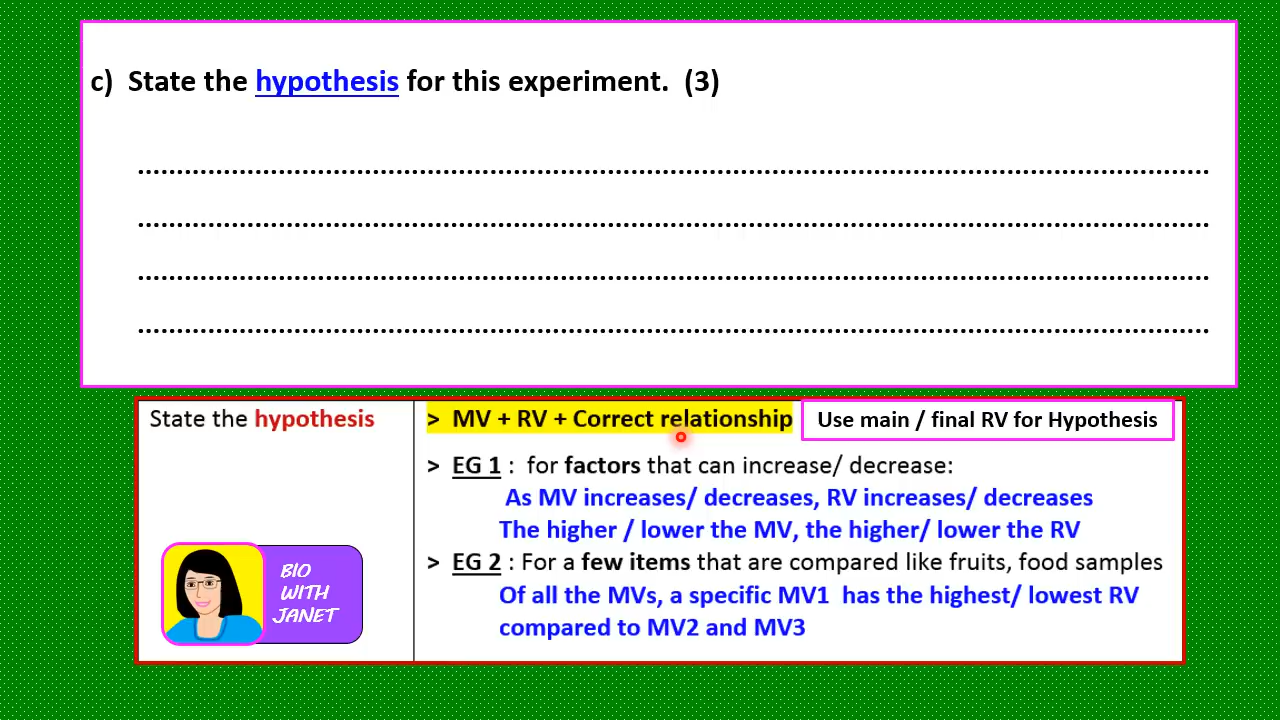 c) State the hypothesis for this experiment. (3)
................................................................................................................................................
................................................................................................................................................
................................................................................................................................................
................................................................................................................................................
State the hypothesis
> MV + RV + Correct relationship
Use main / final RV for Hypothesis
> EG 1 : for factors that can increase/ decrease:
As MV increases/ decreases, RV increases/ decreases
The higher / lower the MV, the higher/ lower the RV
> EG 2 : For a few items that are compared like fruits, food samples
Of all the MVs, a specific MV1 has the highest/ lowest RV
compared to MV2 and MV3
BIO
WITH
JANET